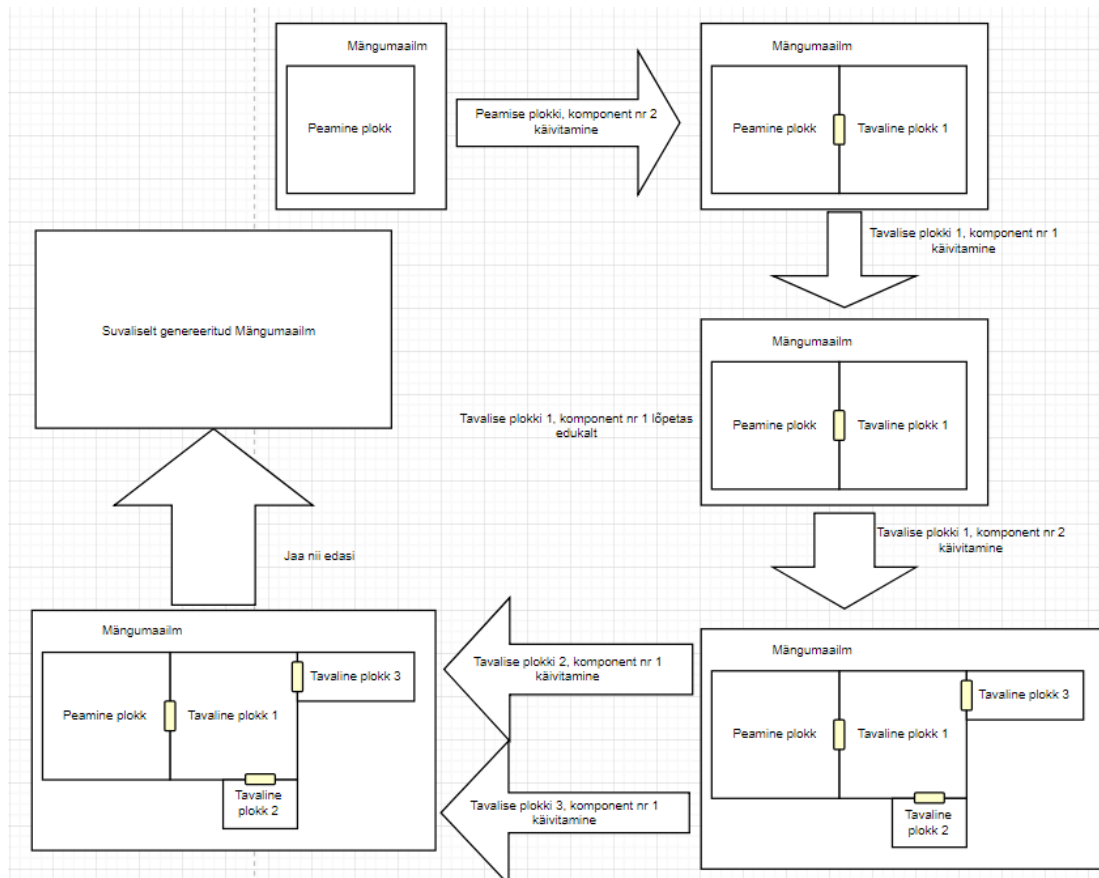 Mängumaailm
Peamine plokk
Peamise plokki, komponent nr 2
käivitamine
Mängumaailm
Peamine plokk
Tavaline plokk 1
Tavalise plokki 1, komponent nr 1
käivitamine
Mängumaailm
Peamine plokk
Tavaline plokk 1
Tavalise plokki 1, komponent nr 1 lõpetas
edukalt
Tavalise plokki 1, komponent nr 2
käivitamine
Mängumaailm
Peamine plokk
Tavaline plokk 1
Tavaline plokk 3
Tavaline
plokk 2
Tavalise plokki 2, komponent nr 1
käivitamine
Tavalise plokki 3, komponent nr 1
käivitamine
Mängumaailm
Peamine plokk
Tavaline plokk 1
Tavaline plokk 3
Tavaline
plokk 2
Jaa nii edasi
Suvaliselt genereeritud Mängumaailm